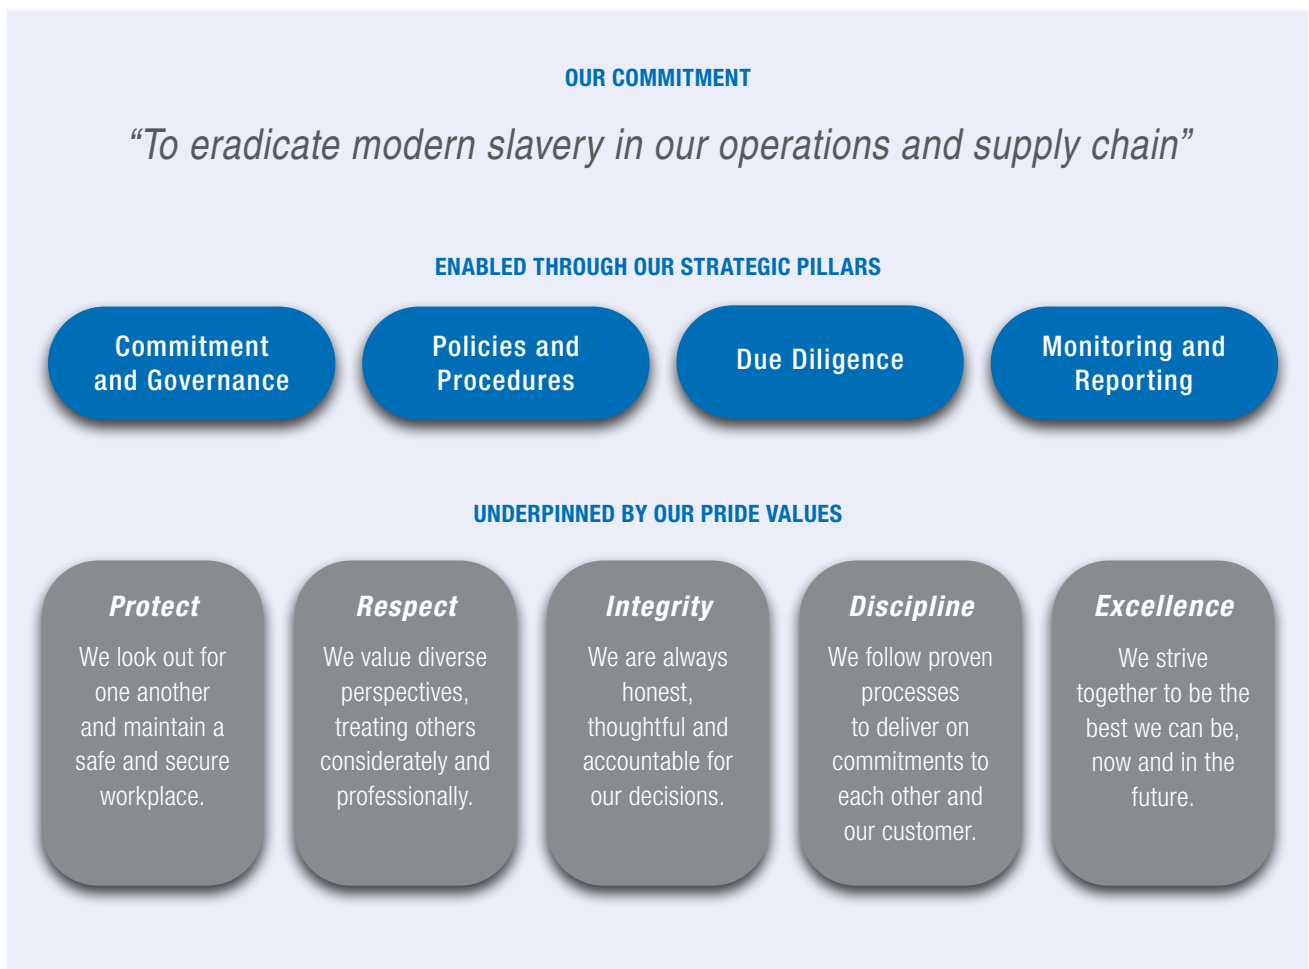 OUR COMMITMENT
“To eradicate modern slavery in our operations and supply chain”
ENABLED THROUGH OUR STRATEGIC PILLARS
Commitment
and Governance
Policies and
Procedures
Due Diligence
Monitoring and
Reporting
UNDERPINNED BY OUR PRIDE VALUES
Protect
We look out for
one another
and maintain a
safe and secure
workplace.
Respect
We value diverse
perspectives,
treating others
considerately and
professionally.
Integrity
We are always
honest,
thoughtful and
accountable for
our decisions.
Discipline
We follow proven
processes
to deliver on
commitments to
each other and
our customer.
Excellence
We strive
together to be the
best we can be,
now and in the
future.